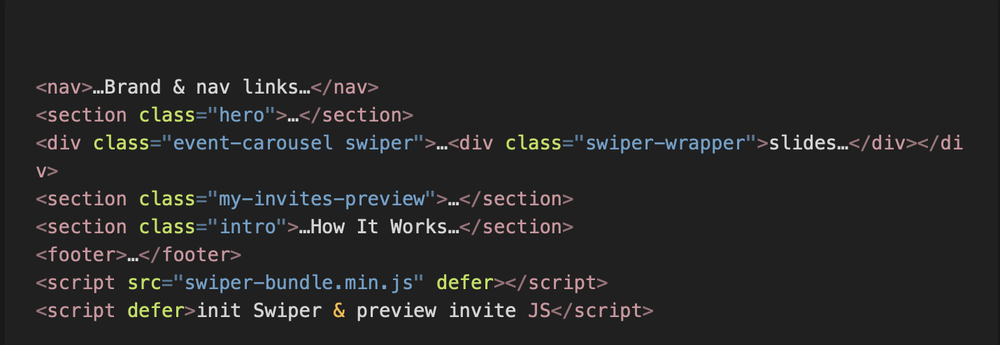 <nav>…Brand & nav links…</nav>
<section class="hero">…</section>
<div class="event-carousel swiper">…<div class="swiper-wrapper">slides…</div></di
v>
<section class="my-invites-preview">…</section>
<section class="intro">…How It Works…</section>
<footer>…</footer>
<script src="swiper-bundle.min.js" defer></script>
<script defer>init Swiper & preview invite JS</script>